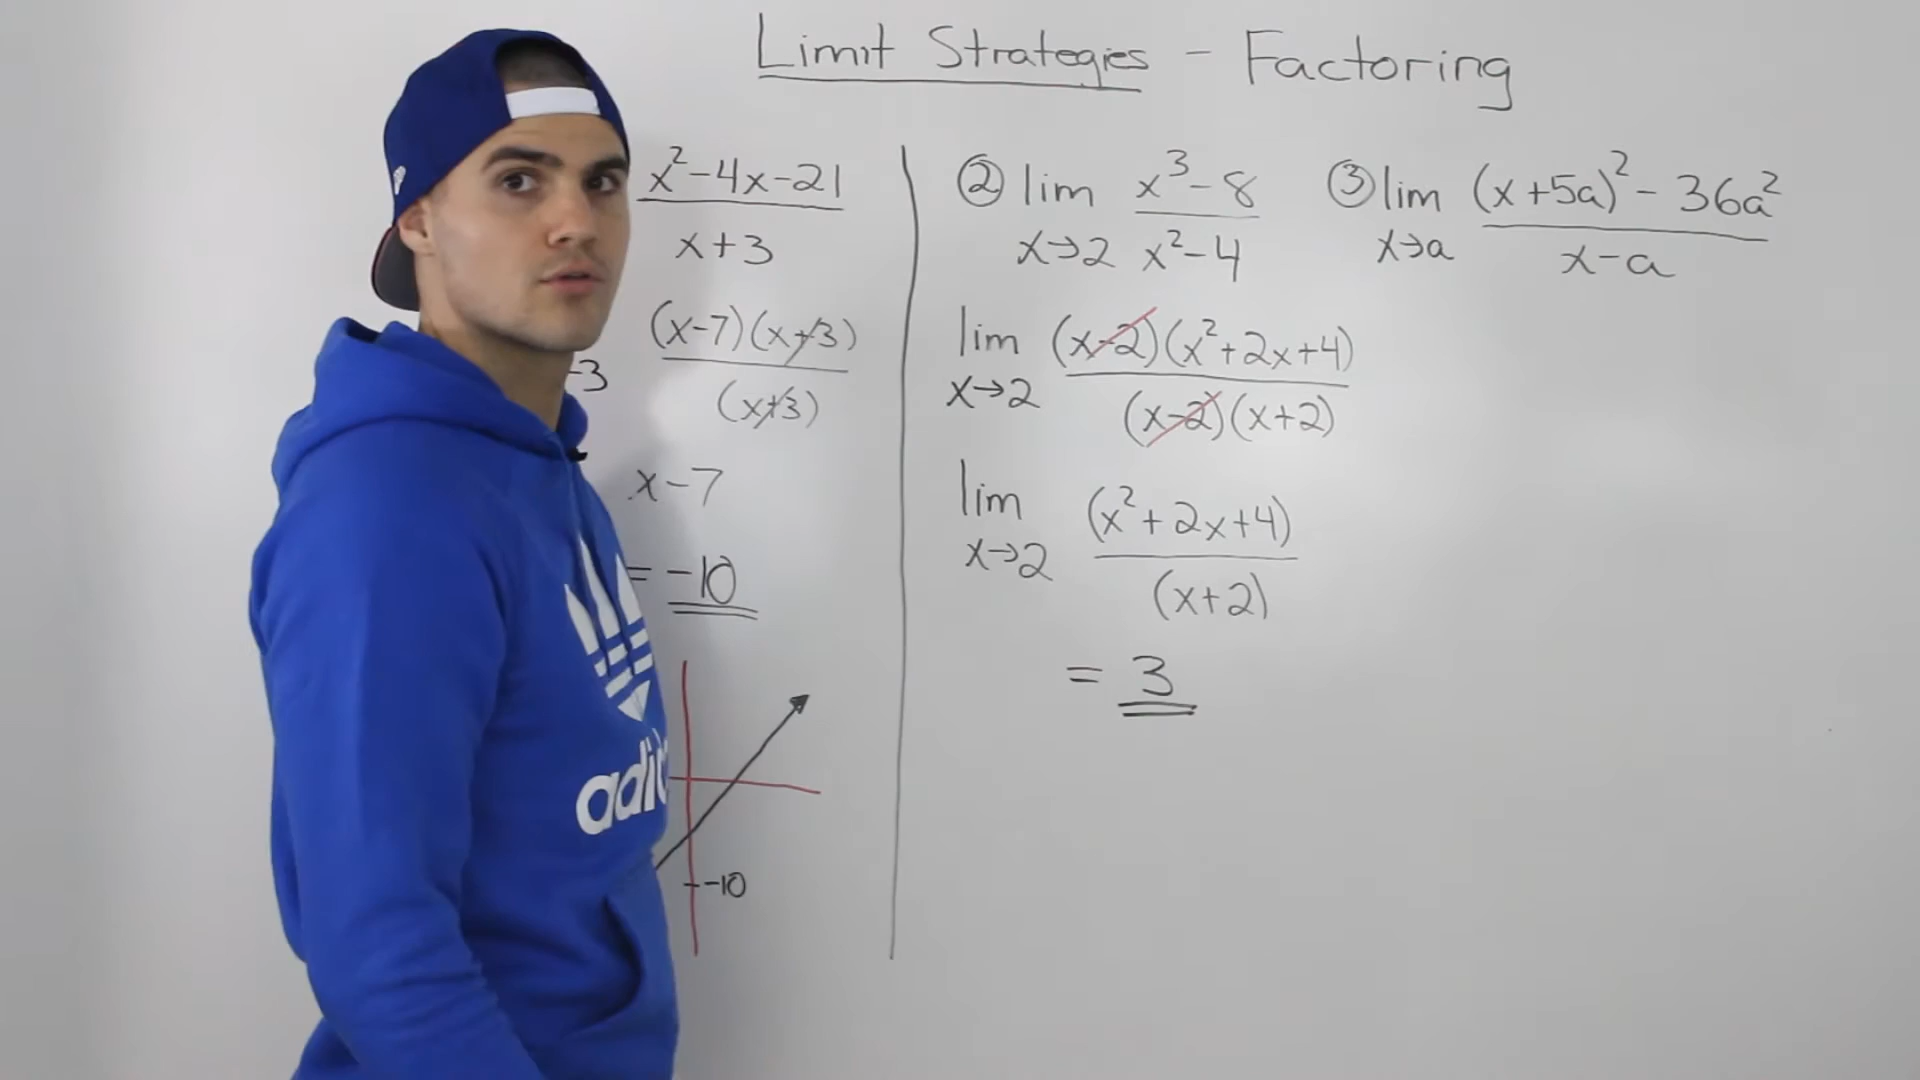 Limit Strategies - Factoring
x²-4x-21
x+3
(x-7)(x+3)
-3
(x+3)
x-7
= -10
-10
② lim x³-8
x→2 x²-4
lim (x-2)(x²+2x+4)
x→2 (x-2)(x+2)
lim (x²+2x+4)
x→2 (x+2)
= 3
③ lim (x+5a)²-36a²
x→a x-a